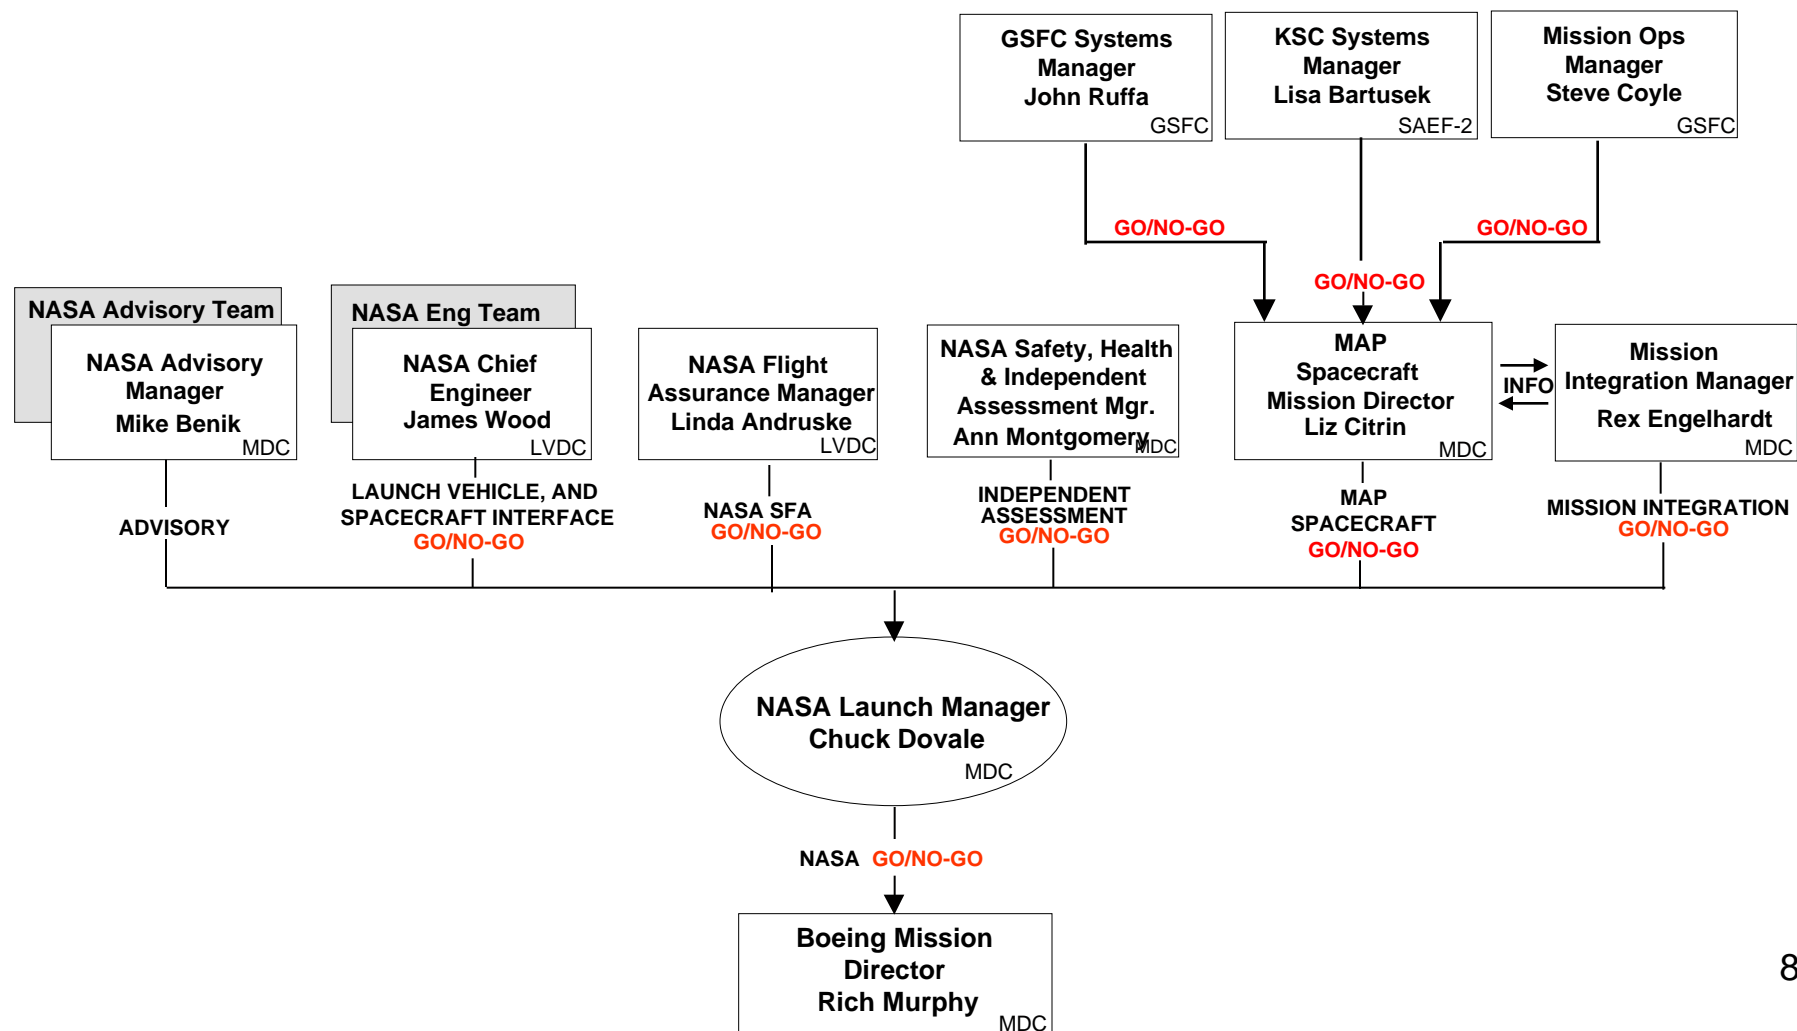 GSFC Systems
Manager
John Ruffa
GSFC
KSC Systems
Manager
Lisa Bartusek
SAEF-2
Mission Ops
Manager
Steve Coyle
GSFC
GO/NO-GO
GO/NO-GO
GO/NO-GO
NASA Advisory Team
NASA Advisory
Manager
Mike Benik
MDC
NASA Eng Team
NASA Chief
Engineer
James Wood
LVDC
NASA Flight
Assurance Manager
Linda Andruske
LVDC
NASA Safety, Health
& Independent
Assessment Mgr.
Ann Montgomery
MDC
MAP
Spacecraft
Mission Director
Liz Citrin
MDC
INFO
Mission
Integration Manager
Rex Engelhardt
MDC
ADVISORY
LAUNCH VEHICLE, AND
SPACECRAFT INTERFACE
GO/NO-GO
NASA SFA
GO/NO-GO
INDEPENDENT
ASSESSMENT
GO/NO-GO
MAP
SPACECRAFT
GO/NO-GO
MISSION INTEGRATION
GO/NO-GO
NASA Launch Manager
Chuck Dovale
MDC
NASA GO/NO-GO
Boeing Mission
Director
Rich Murphy
MDC
8